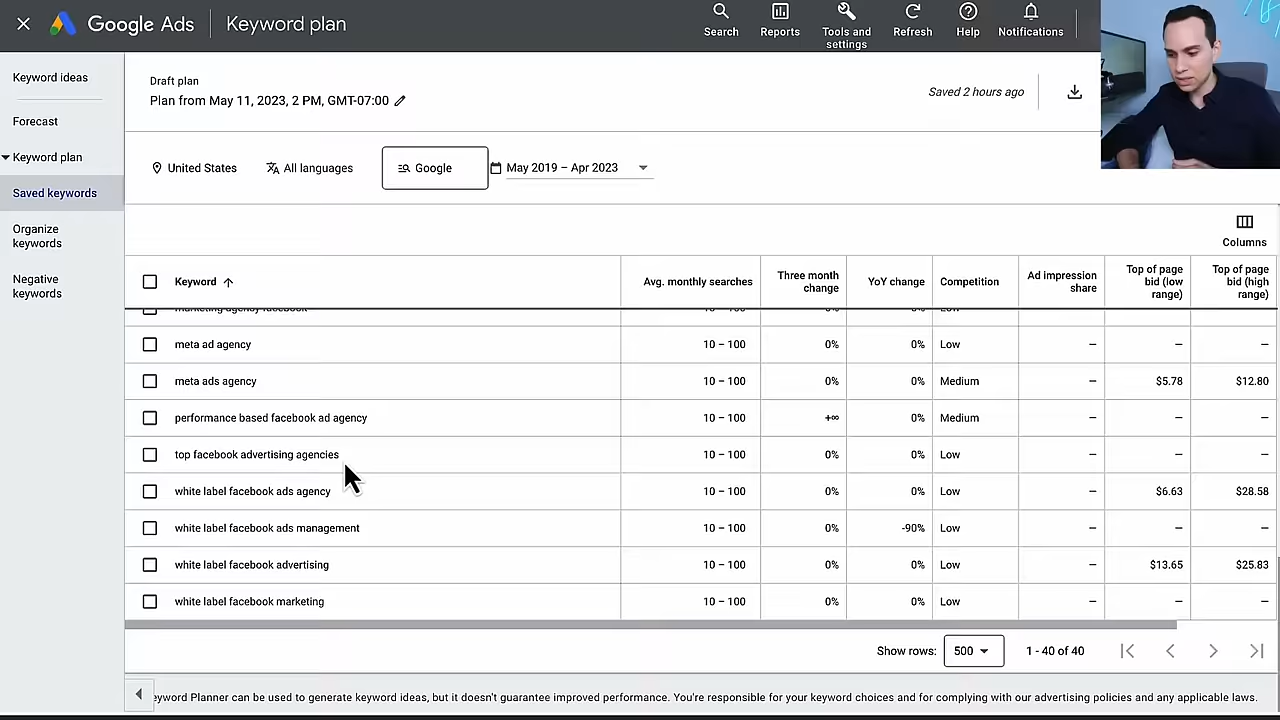 Google Ads
Keyword plan
Search
Reports
Tools and
settings
Refresh
Help
Notifications
Keyword ideas
Forecast
Keyword plan
Saved keywords
Organize
keywords
Negative
keywords
Draft plan
Plan from May 11, 2023, 2 PM, GMT-07:00
Saved 2 hours ago
United States
All languages
Google
May 2019 – Apr 2023
Columns
Keyword
Avg. monthly searches
Three month
change
YoY change
Competition
Ad impression
share
Top of page
bid (low
range)
Top of page
bid (high
range)
marketing agency facebook 10 – 100 0% 0% Low
meta ad agency 10 – 100 0% 0% Low – – –
meta ads agency 10 – 100 0% 0% Medium – $5.78 $12.80
performance based facebook ad agency 10 – 100 +∞ 0% Medium – – –
top facebook advertising agencies 10 – 100 0% 0% Low – – –
white label facebook ads agency 10 – 100 0% 0% Low – $6.63 $28.58
white label facebook ads management 10 – 100 0% -90% Low – – –
white label facebook advertising 10 – 100 0% 0% Low – $13.65 $25.83
white label facebook marketing 10 – 100 0% 0% Low – – –
Show rows: 500 1 - 40 of 40
eyword Planner can be used to generate keyword ideas, but it doesn't guarantee improved performance. You're responsible for your keyword choices and for complying with our advertising policies and any applicable laws.